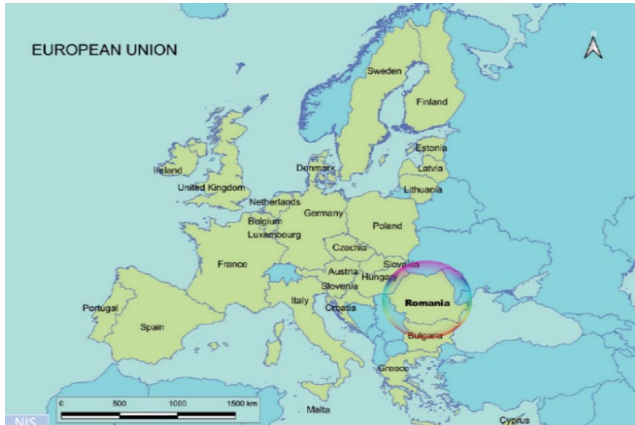 EUROPEAN UNION
Sweden
Finland
Estonia
Latvia
Lithuania
Denmark
Ireland
United Kingdom
Netherlands
Belgium
Luxembourg
Germany
Poland
Czechia
Slovakia
France
Austria
Hungary
Slovenia
Romania
Italy
Croatia
Portugal
Spain
Bulgaria
Greece
Malta
Cyprus
0 500 1000 1500 km
NIS